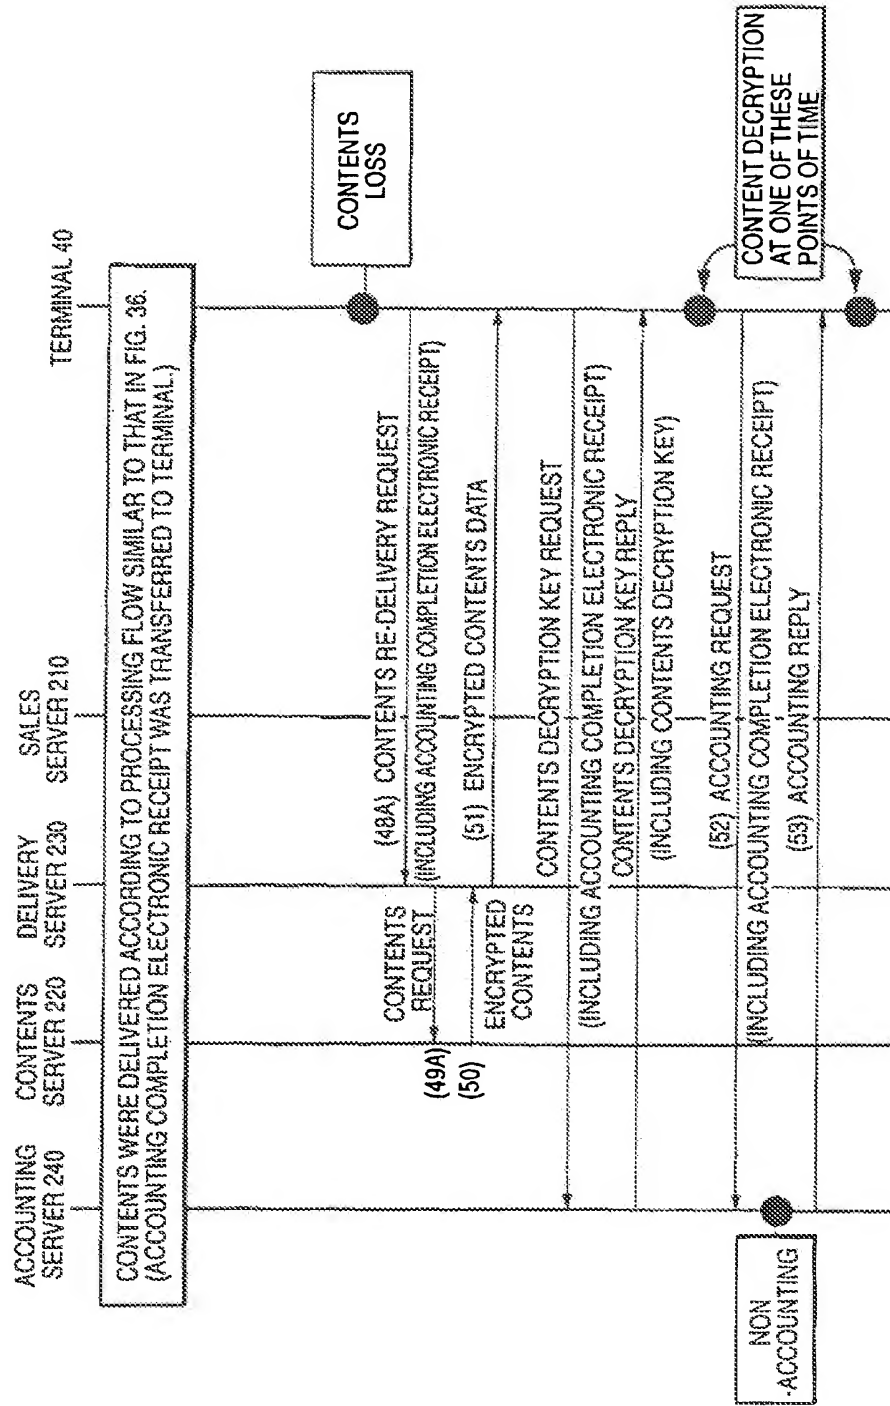 ACCOUNTING
SERVER 240
CONTENTS
SERVER 220
DELIVERY
SERVER 230
SALES
SERVER 210
TERMINAL 40
CONTENTS WERE DELIVERED ACCORDING TO PROCESSING FLOW SIMILAR TO THAT IN FIG. 36.
(ACCOUNTING COMPLETION ELECTRONIC RECEIPT WAS TRANSFERRED TO TERMINAL.)
CONTENTS
LOSS
(48A) CONTENTS RE-DELIVERY REQUEST
(INCLUDING ACCOUNTING COMPLETION ELECTRONIC RECEIPT)
CONTENTS
REQUEST
(49A)
(50)
ENCRYPTED
CONTENTS
(51) ENCRYPTED CONTENTS DATA
CONTENTS DECRYPTION KEY REQUEST
(INCLUDING ACCOUNTING COMPLETION ELECTRONIC RECEIPT)
CONTENTS DECRYPTION KEY REPLY
(INCLUDING CONTENTS DECRYPTION KEY)
(52) ACCOUNTING REQUEST
(INCLUDING ACCOUNTING COMPLETION ELECTRONIC RECEIPT)
(53) ACCOUNTING REPLY
NON
-ACCOUNTING
CONTENT DECRYPTION
AT ONE OF THESE
POINTS OF TIME